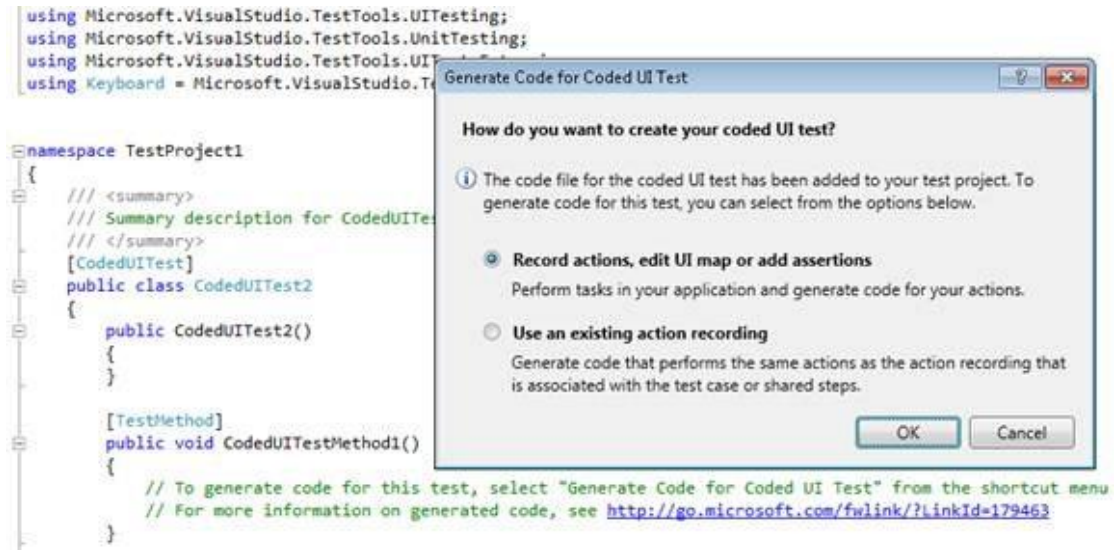 using Microsoft.VisualStudio.TestTools.UITesting;
using Microsoft.VisualStudio.TestTools.UnitTesting;
using Microsoft.VisualStudio.TestTools.
using Keyboard = Microsoft.VisualStudio.
namespace TestProject1
{
/// <summary>
/// Summary description for
/// </summary>
[CodedUITest]
public class CodedUITest2
{
public CodedUITest2()
{
}
[TestMethod]
public void CodedUITestMethod1()
{
// To generate code for this test, select "Generate Code for Coded UI Test" from the shortcut menu
// For more information on generated code, see http://go.microsoft.com/fwlink/?LinkId=179463
}
Generate Code for Coded UI Test
How do you want to create your coded UI test?
The code file for the coded UI test has been added to your test project. To
generate code for this test, you can select from the options below.
Record actions, edit UI map or add assertions
Perform tasks in your application and generate code for your actions.
Use an existing action recording
Generate code that performs the same actions as the action recording that
is associated with the test case or shared steps.
OK
Cancel